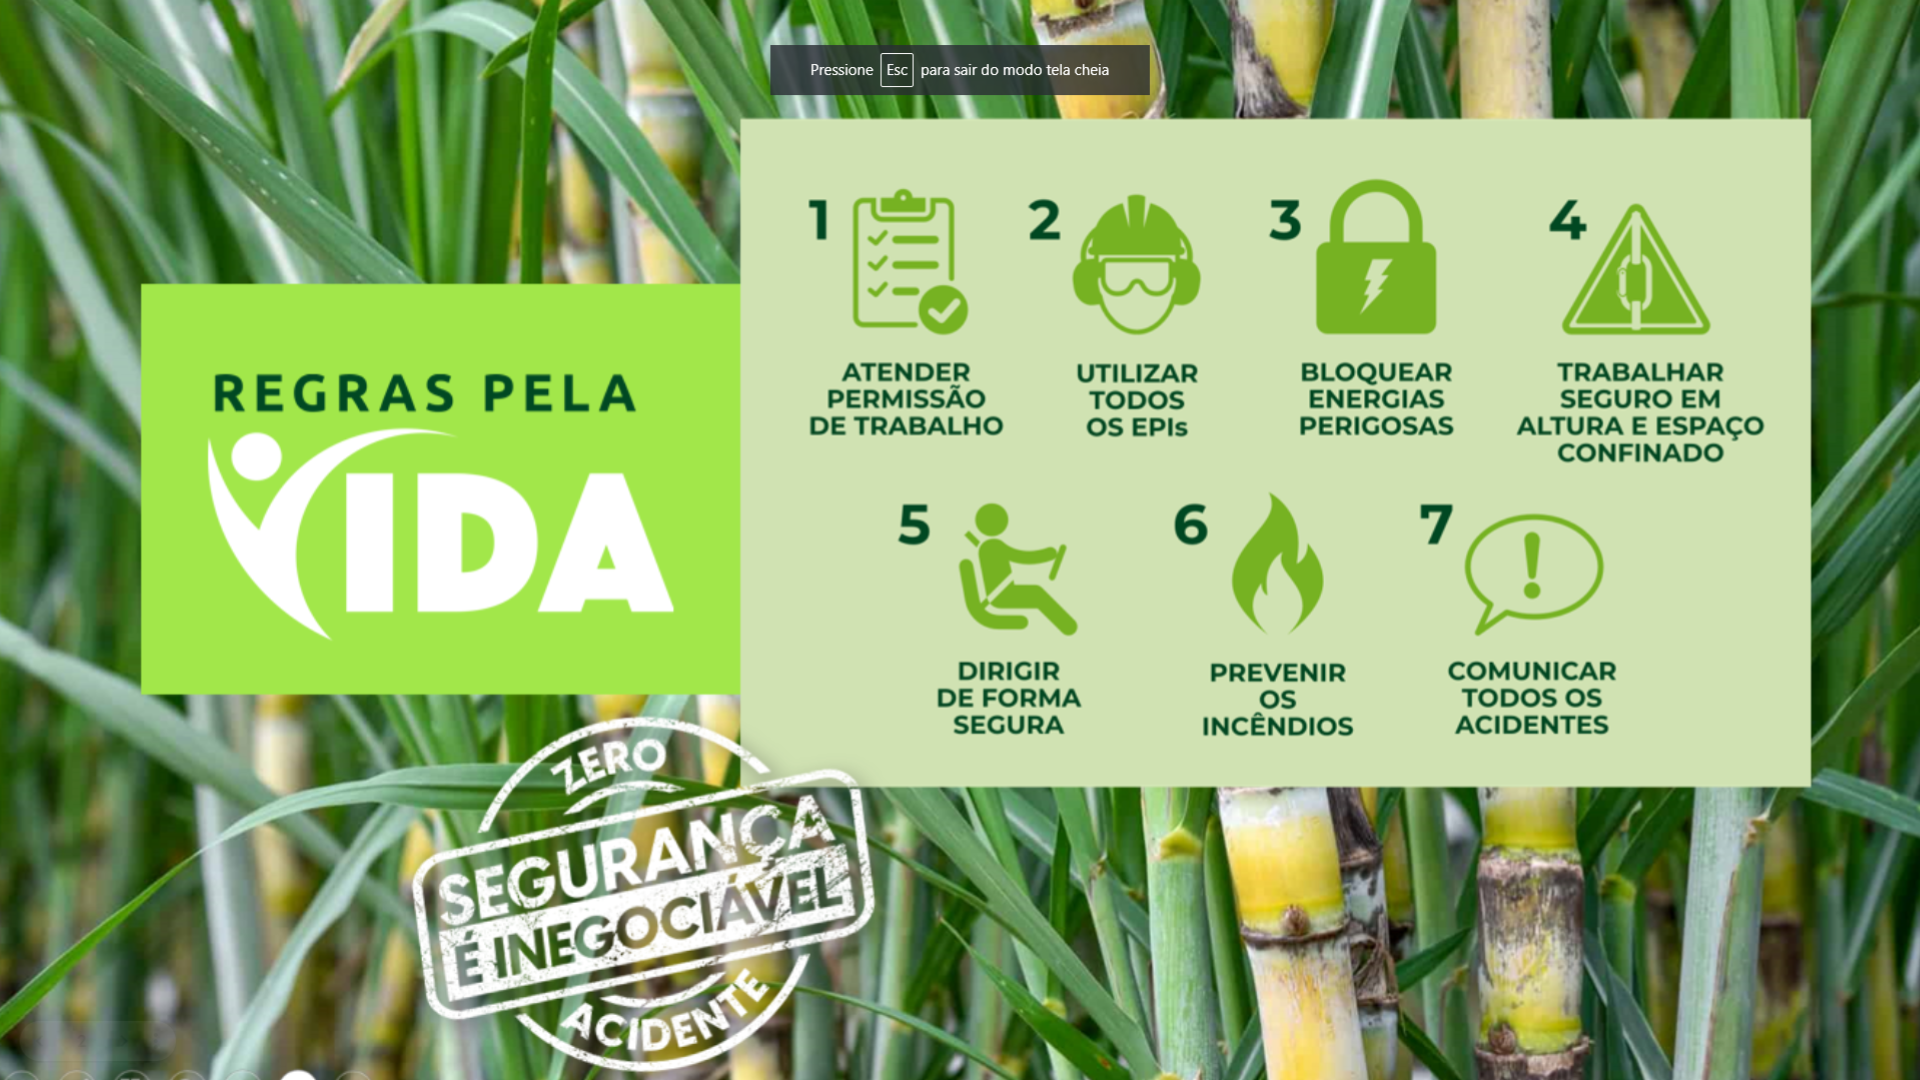 Pressione Esc para sair do modo tela cheia
REGRAS PELA
VIDA
1
2
3
4
ATENDER
PERMISSÃO
DE TRABALHO
UTILIZAR
TODOS
OS EPIs
BLOQUEAR
ENERGIAS
PERIGOSAS
TRABALHAR
SEGURO EM
ALTURA E ESPAÇO
CONFINADO
5
6
7
DIRIGIR
DE FORMA
SEGURA
PREVENIR
OS
INCÊNDIOS
COMUNICAR
TODOS OS
ACIDENTES
ZERO
SEGURANÇA
É INEGOCIÁVEL
ACIDENTE